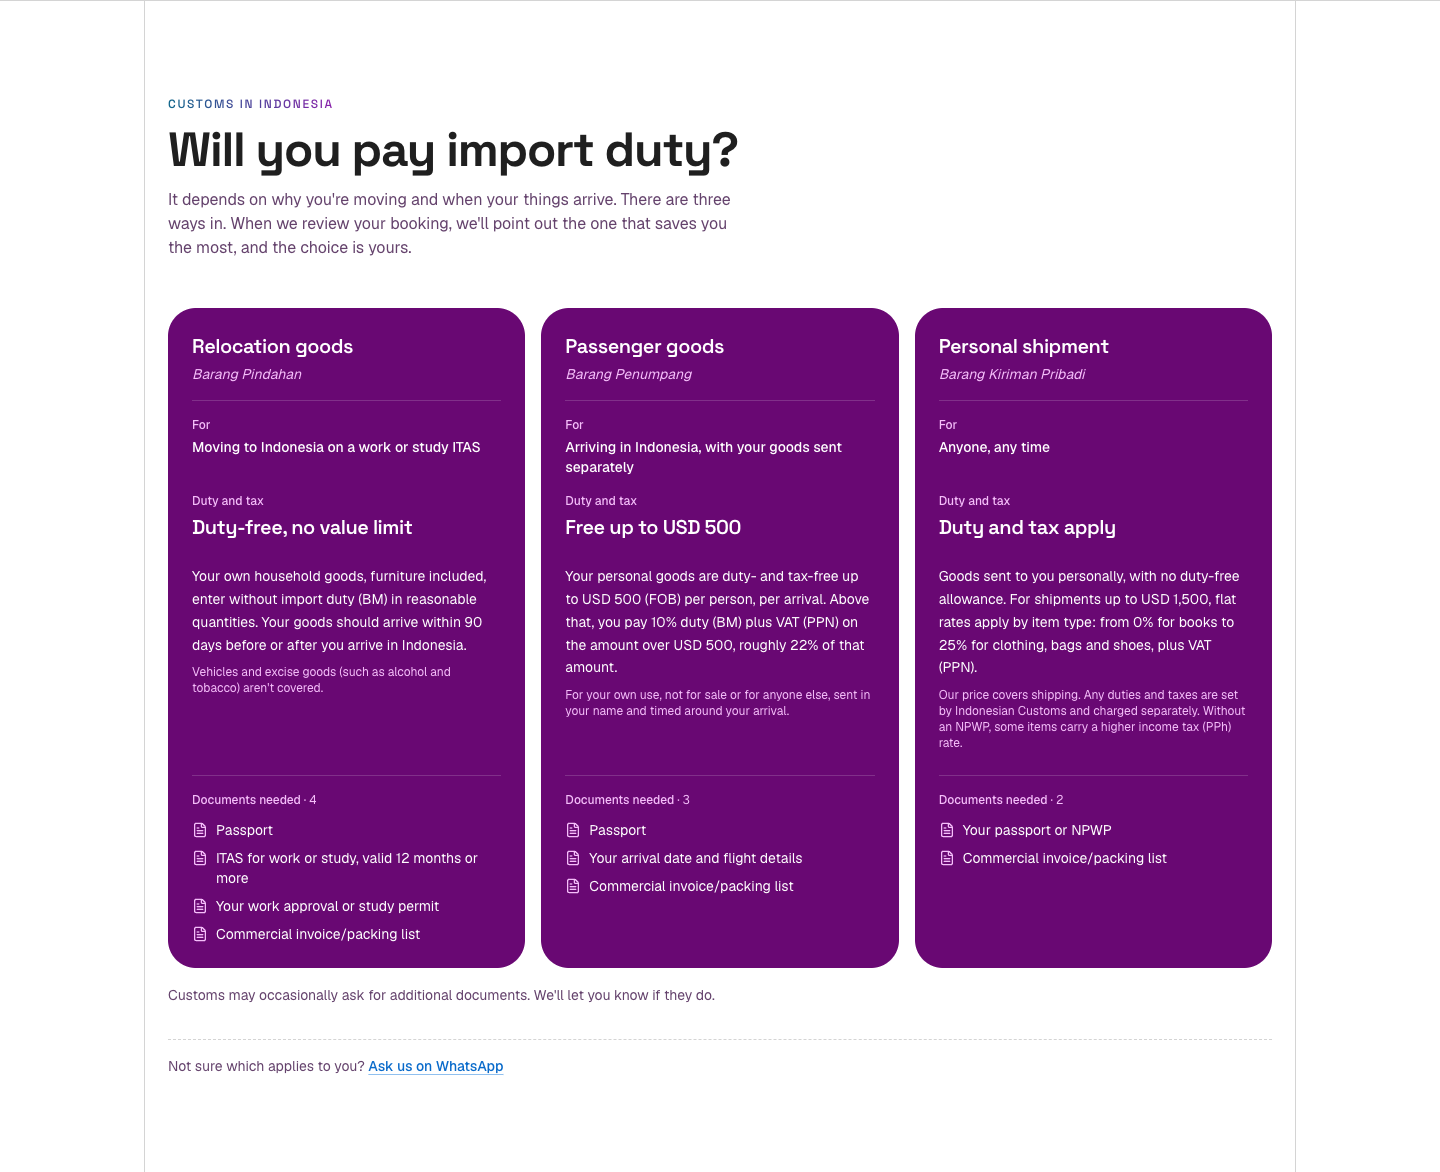 CUSTOMS IN INDONESIA
Will you pay import duty?
It depends on why you're moving and when your things arrive. There are three
ways in. When we review your booking, we'll point out the one that saves you
the most, and the choice is yours.
Relocation goods
Barang Pindahan
For
Moving to Indonesia on a work or study ITAS
Duty and tax
Duty-free, no value limit
Your own household goods, furniture included,
enter without import duty (BM) in reasonable
quantities. Your goods should arrive within 90
days before or after you arrive in Indonesia.
Vehicles and excise goods (such as alcohol and
tobacco) aren't covered.
Documents needed · 4
Passport
ITAS for work or study, valid 12 months or
more
Your work approval or study permit
Commercial invoice/packing list
Passenger goods
Barang Penumpang
For
Arriving in Indonesia, with your goods sent
separately
Duty and tax
Free up to USD 500
Your personal goods are duty- and tax-free up
to USD 500 (FOB) per person, per arrival. Above
that, you pay 10% duty (BM) plus VAT (PPN) on
the amount over USD 500, roughly 22% of that
amount.
For your own use, not for sale or for anyone else, sent in
your name and timed around your arrival.
Documents needed · 3
Passport
Your arrival date and flight details
Commercial invoice/packing list
Personal shipment
Barang Kiriman Pribadi
For
Anyone, any time
Duty and tax
Duty and tax apply
Goods sent to you personally, with no duty-free
allowance. For shipments up to USD 1,500, flat
rates apply by item type: from 0% for books to
25% for clothing, bags and shoes, plus VAT
(PPN).
Our price covers shipping. Any duties and taxes are set
by Indonesian Customs and charged separately. Without
an NPWP, some items carry a higher income tax (PPh)
rate.
Documents needed · 2
Your passport or NPWP
Commercial invoice/packing list
Customs may occasionally ask for additional documents. We'll let you know if they do.
Not sure which applies to you? Ask us on WhatsApp